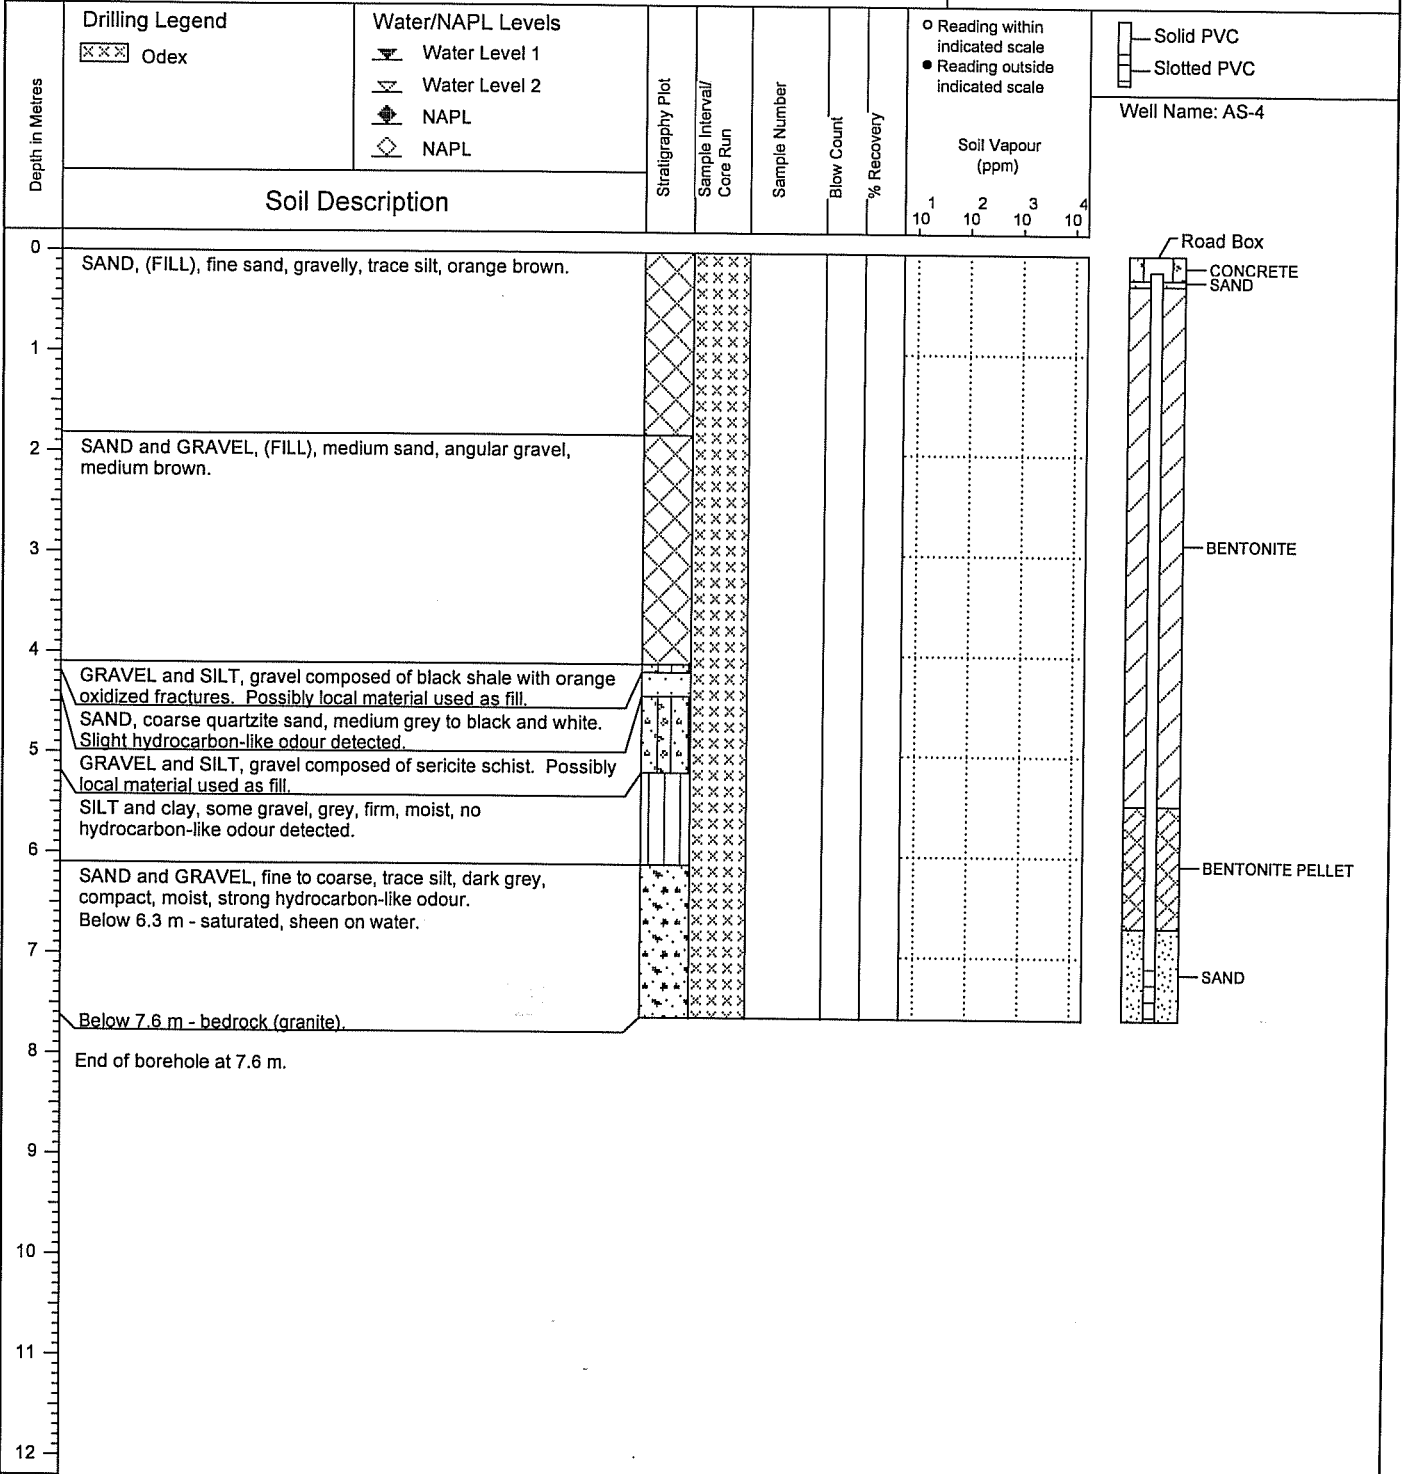 Drilling Legend
Odex
Water/NAPL Levels
Water Level 1
Water Level 2
NAPL
NAPL
Depth in Metres
Soil Description
Stratigraphy Plot
Sample Interval/
Core Run
Sample Number
Blow Count
% Recovery
Reading within
indicated scale
Reading outside
indicated scale
Soil Vapour
(ppm)
10^1 10^2 10^3 10^4
Solid PVC
Slotted PVC
Well Name: AS-4
0
SAND, (FILL), fine sand, gravelly, trace silt, orange brown.
Road Box
CONCRETE
SAND
1
2
SAND and GRAVEL, (FILL), medium sand, angular gravel,
medium brown.
3
BENTONITE
4
GRAVEL and SILT, gravel composed of black shale with orange
oxidized fractures. Possibly local material used as fill.
SAND, coarse quartzite sand, medium grey to black and white.
Slight hydrocarbon-like odour detected.
5
GRAVEL and SILT, gravel composed of sericite schist. Possibly
local material used as fill.
SILT and clay, some gravel, grey, firm, moist, no
hydrocarbon-like odour detected.
6
SAND and GRAVEL, fine to coarse, trace silt, dark grey,
compact, moist, strong hydrocarbon-like odour.
Below 6.3 m - saturated, sheen on water.
BENTONITE PELLET
7
SAND
Below 7.6 m - bedrock (granite).
8
End of borehole at 7.6 m.
9
10
11
12